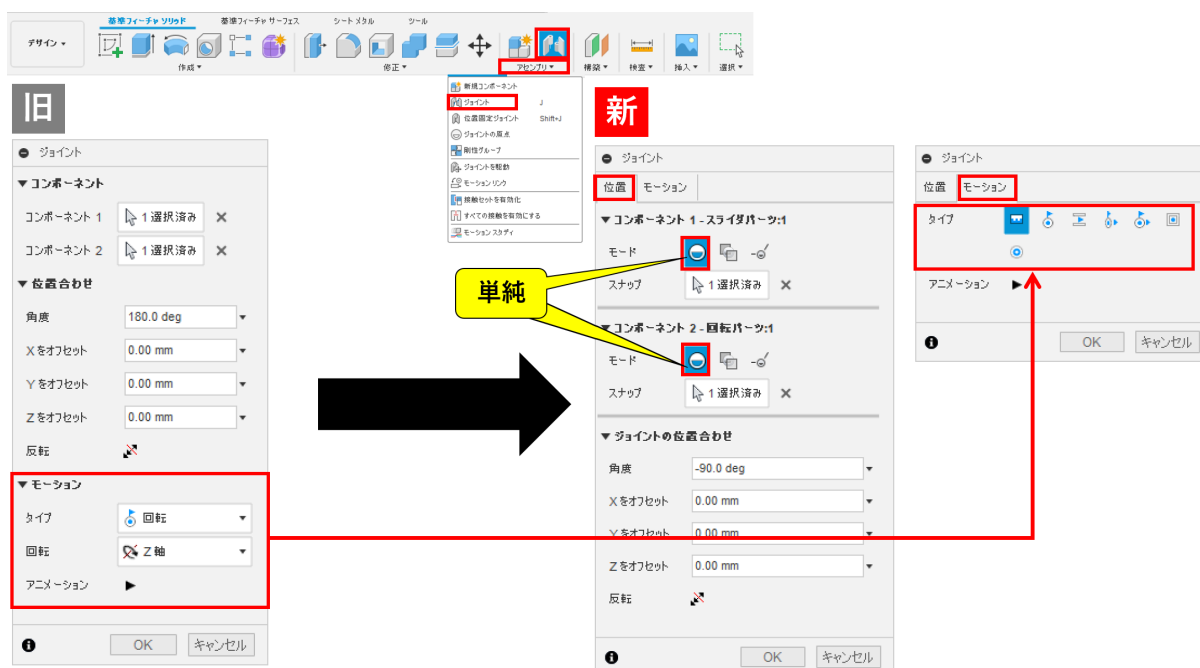 基準フィーチャ ソリッド 基準フィーチャ サーフェス シート メタル ツール
デザイン
作成 修正 アセンブリ 構築 検査 挿入 選択
新規コンポーネント
ジョイント J
位置固定ジョイント Shift+J
ジョイントの原点
剛性グループ
ジョイントを駆動
モーション リンク
接触セットを有効化
すべての接触を有効にする
モーション スタディ
旧
ジョイント
コンポーネント
コンポーネント 1 1 選択済み
コンポーネント 2 1 選択済み
位置合わせ
角度 180.0 deg
X をオフセット 0.00 mm
Y をオフセット 0.00 mm
Z をオフセット 0.00 mm
反転
モーション
タイプ 回転
回転 Z 軸
アニメーション
OK キャンセル
単純
新
ジョイント
位置 モーション
コンポーネント 1 - スライダパーツ:1
モード
スナップ 1 選択済み
コンポーネント 2 - 回転パーツ:1
モード
スナップ 1 選択済み
ジョイントの位置合わせ
角度 -90.0 deg
X をオフセット 0.00 mm
Y をオフセット 0.00 mm
Z をオフセット 0.00 mm
反転
OK キャンセル
ジョイント
位置 モーション
タイプ
アニメーション
OK キャンセル